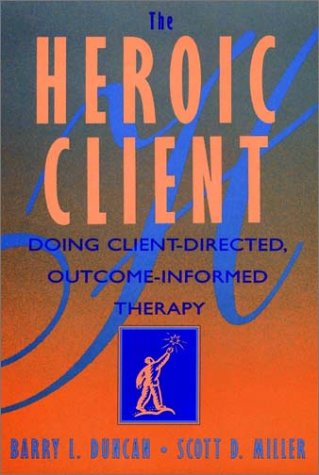 The
HEROIC
CLIENT
DOING CLIENT-DIRECTED,
OUTCOME-INFORMED
THERAPY
BARRY L. DUNCAN • SCOTT D. MILLER